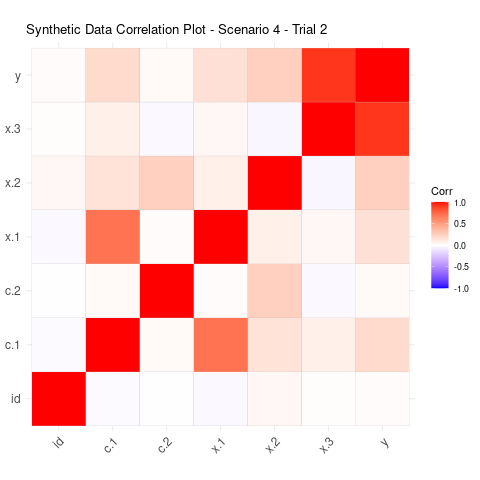 Synthetic Data Correlation Plot - Scenario 4 - Trial 2
y
x.3
x.2
x.1
c.2
c.1
id
id
c.1
c.2
x.1
x.2
x.3
y
Corr
1.0
0.5
0.0
-0.5
-1.0